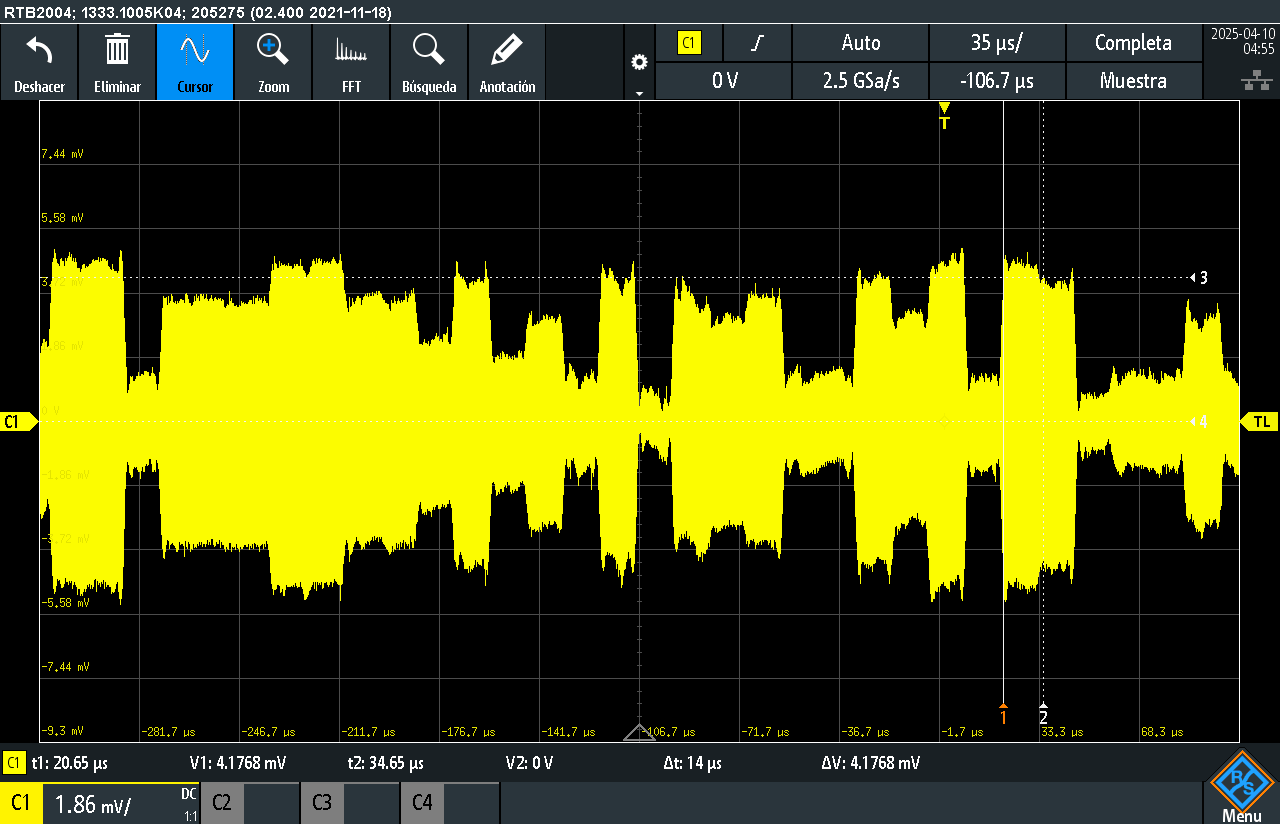 RTB2004; 1333.1005K04; 205275 (02.400 2021-11-18)
Deshacer Eliminar Cursor Zoom FFT Búsqueda Anotación
C1 Auto 35 µs/ Completa
0 V 2.5 GSa/s -106.7 µs Muestra
2025-04-10
04:55
T
7.44 mV
5.58 mV
3.72 mV
3
1.86 mV
0 V
C1
4
TL
-1.86 mV
-3.72 mV
-5.58 mV
-7.44 mV
1 2
-9.3 mV -281.7 µs -246.7 µs -211.7 µs -176.7 µs -141.7 µs -106.7 µs -71.7 µs -36.7 µs -1.7 µs 33.3 µs 68.3 µs
C1 t1: 20.65 µs V1: 4.1768 mV t2: 34.65 µs V2: 0 V Δt: 14 µs ΔV: 4.1768 mV
C1 1.86 mV/ DC 1:1 C2 C3 C4
R S
Menu